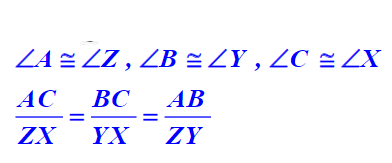 ∠A ≅ ∠Z , ∠B ≅ ∠Y , ∠C ≅ ∠X
AC/ZX = BC/YX = AB/ZY